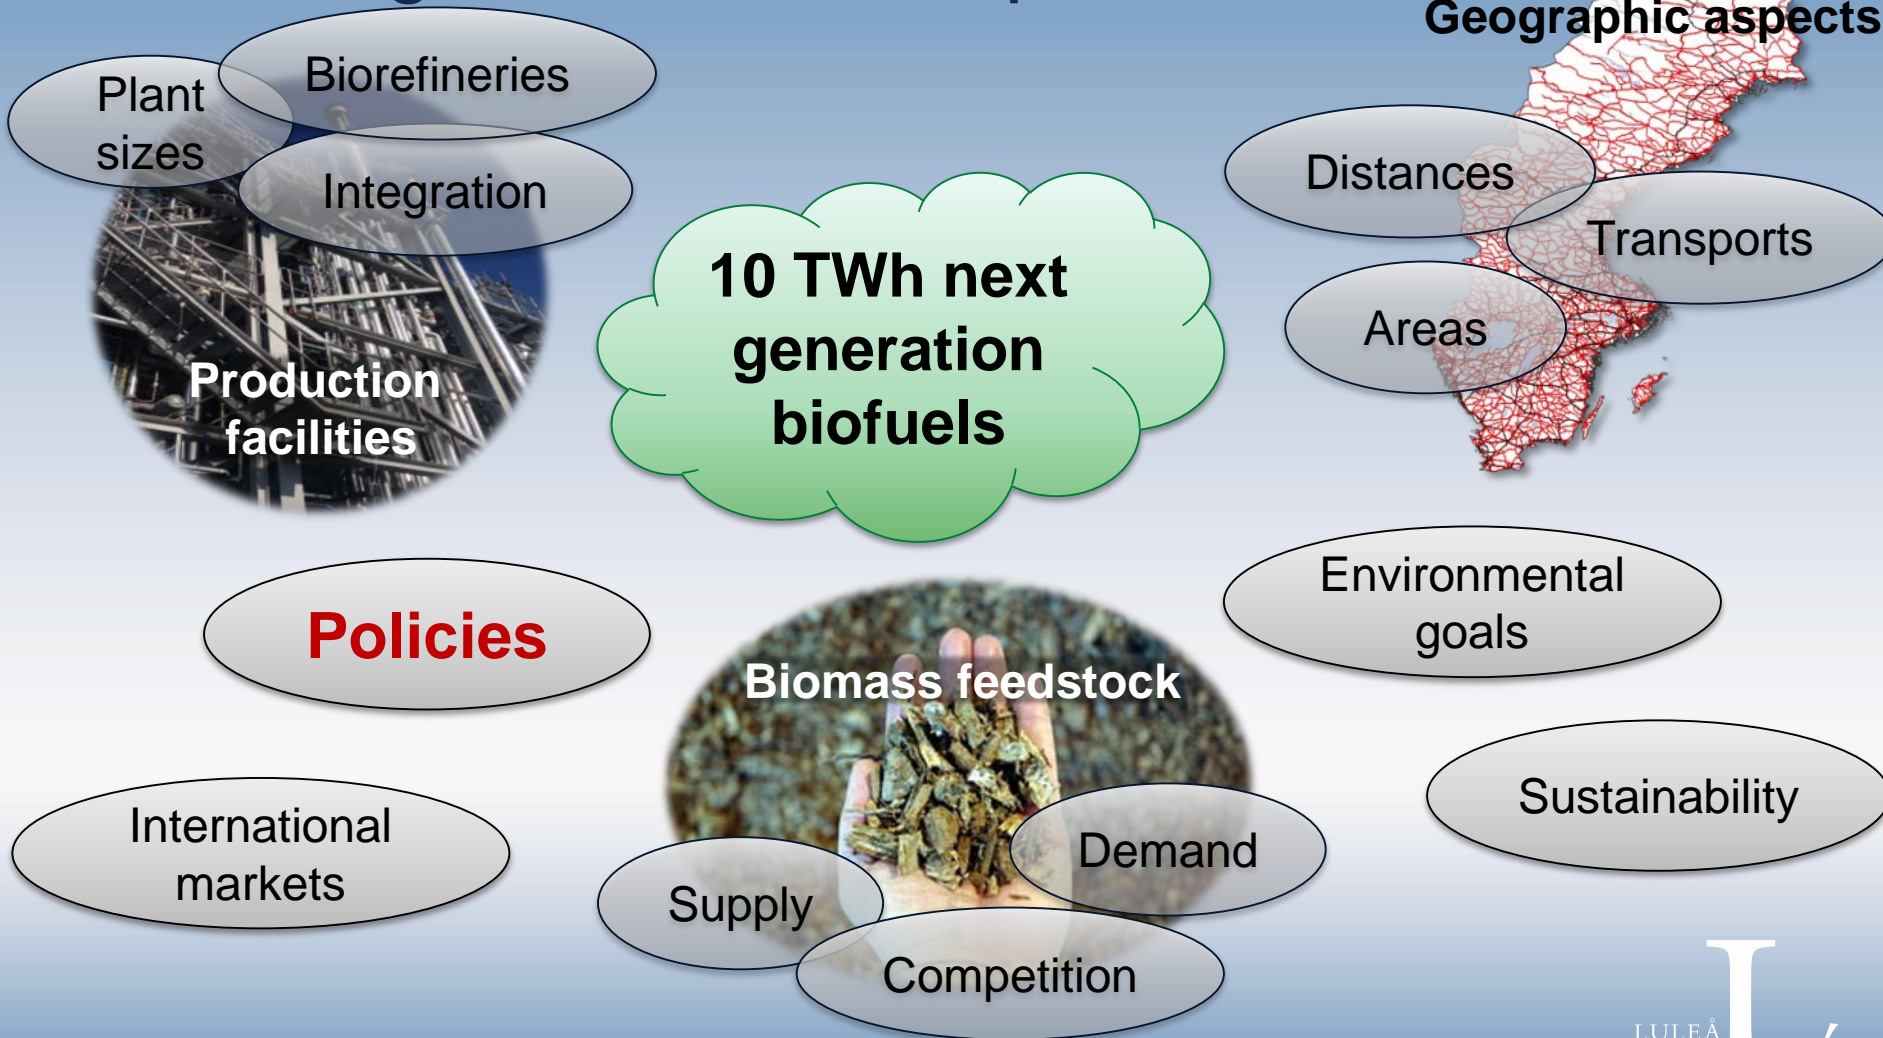 Geographic aspects
Plant
sizes
Biorefineries
Integration
Production
facilities
10 TWh next
generation
biofuels
Distances
Transports
Areas
Policies
Environmental
goals
Biomass feedstock
International
markets
Sustainability
Supply
Demand
Competition
LULEÅ